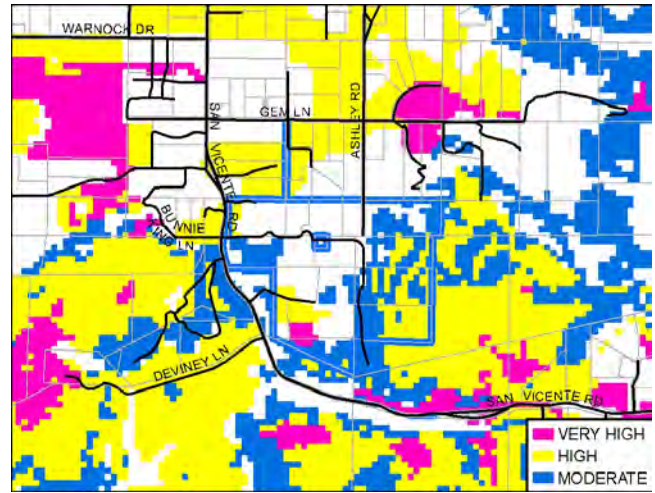 WARNOCK DR
GEM LN
SAN VICENTE RD
ASHLEY RD
BUNNIE
KING LN
DEVINEY LN
SAN VICENTE RD
VERY HIGH
HIGH
MODERATE